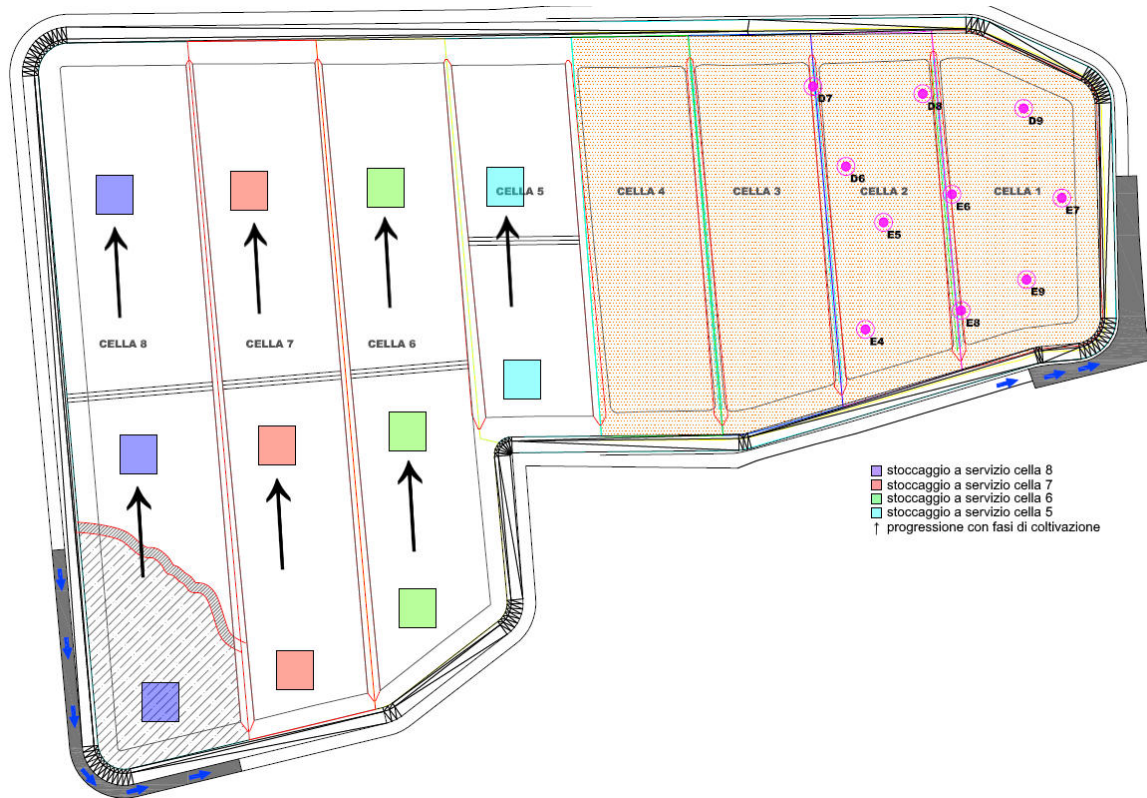 D7
D8
D9
D6
CELLA 5
CELLA 4
CELLA 3
CELLA 2
CELLA 1
E6
E7
E5
E9
E8
E4
CELLA 8
CELLA 7
CELLA 6
stoccaggio a servizio cella 8
stoccaggio a servizio cella 7
stoccaggio a servizio cella 6
stoccaggio a servizio cella 5
progressione con fasi di coltivazione